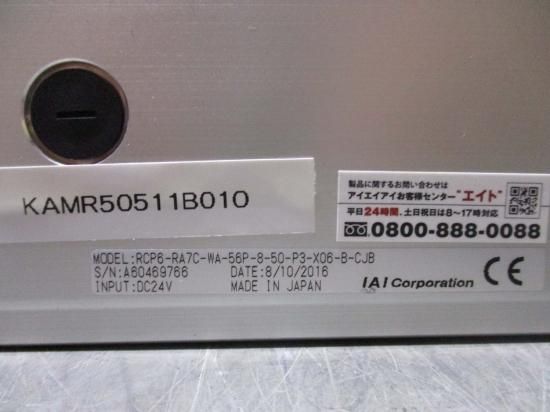 KAMR50511B010
製品に関するお問い合わせは
アイエイアイお客様センター"エイト"
平日24時間、土日祝日は8~17時対応
0800-888-0088
MODEL:RCP6-RA7C-WA-56P-8-50-P3-X06-B-CJB
S/N:A60469766 DATE:8/10/2016
INPUT:DC24V MADE IN JAPAN
IAI Corporation CE